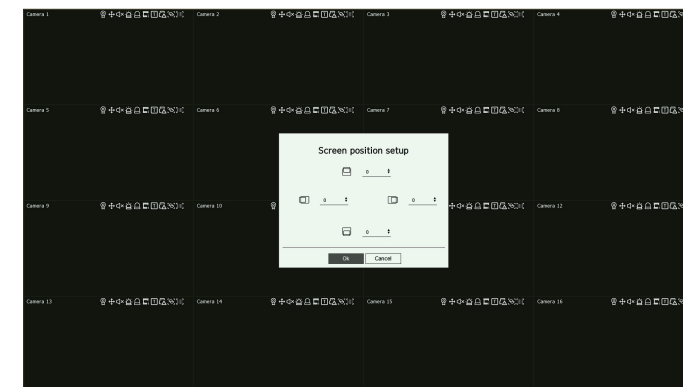 Camera 1 Camera 2 Camera 3 Camera 4
Camera 5 Camera 6 Camera 7 Camera 8
Screen position setup
0
0 0
0
Ok Cancel
Camera 9 Camera 10 Camera 12
Camera 13 Camera 14 Camera 15 Camera 16